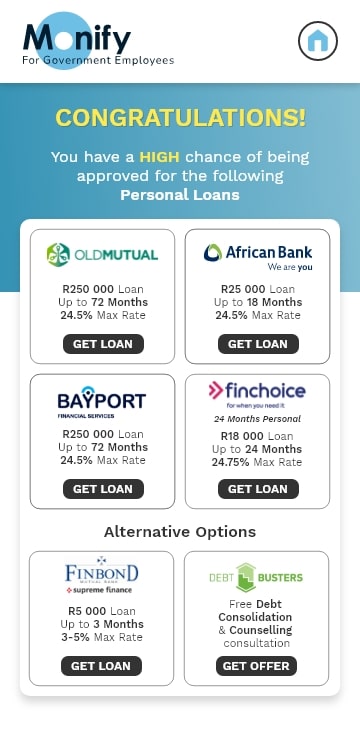 Monify
For Government Employees
CONGRATULATIONS!
You have a HIGH chance of being
approved for the following
Personal Loans
OLDMUTUAL
R250 000 Loan
Up to 72 Months
24.5% Max Rate
GET LOAN
African Bank
We are you
R25 000 Loan
Up to 18 Months
24.5% Max Rate
GET LOAN
BAYPORT
FINANCIAL SERVICES
R250 000 Loan
Up to 72 Months
24.5% Max Rate
GET LOAN
finchoice
for when you need it
24 Months Personal
R18 000 Loan
Up to 24 Months
24.75% Max Rate
GET LOAN
Alternative Options
FINBOND
MUTUAL BANK
supreme finance
R5 000 Loan
Up to 3 Months
3-5% Max Rate
GET LOAN
DEBT BUSTERS
Free Debt
Consolidation
& Counselling
consultation
GET OFFER